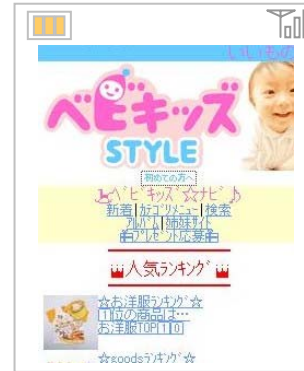 いいもの
ベビキッズ
STYLE
初めての方へ
ベビキッズ☆ナビ♪
新着|カテゴリメニュー|検索
アルバム|姉妹サイト
プレゼント応募
人気ランキング
☆お洋服ランキング☆
1位の商品は…
お洋服TOP10
☆goodsランキング☆